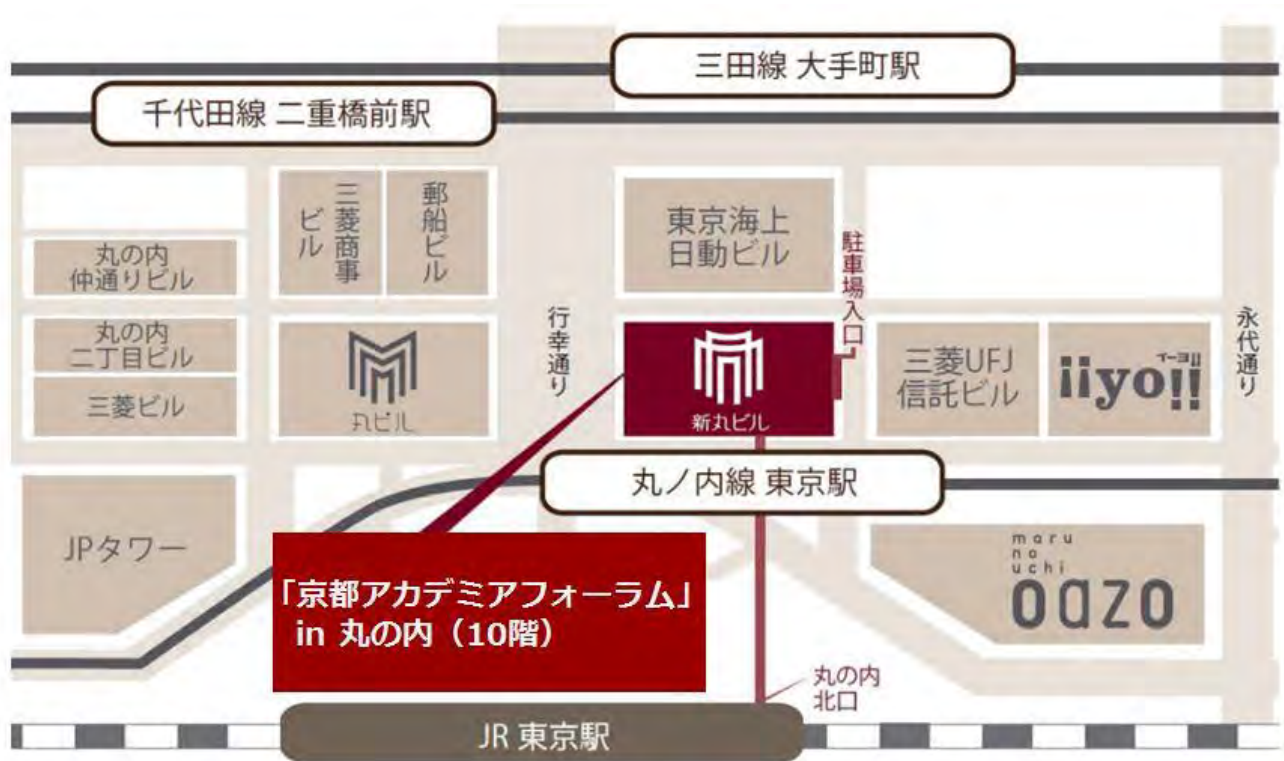 三田線 大手町駅
千代田線 二重橋前駅
三菱商事
ビル
郵船ビル
東京海上
日動ビル
駐車場入口
丸の内
仲通りビル
丸の内
二丁目ビル
三菱ビル
丸ビル
行幸通り
新丸ビル
三菱UFJ
信託ビル
イーヨ!!
iiyo!!
永代通り
丸ノ内線 東京駅
JPタワー
「京都アカデミアフォーラム」
in 丸の内（10階）
maru
no
uchi
oazo
丸の内
北口
JR 東京駅